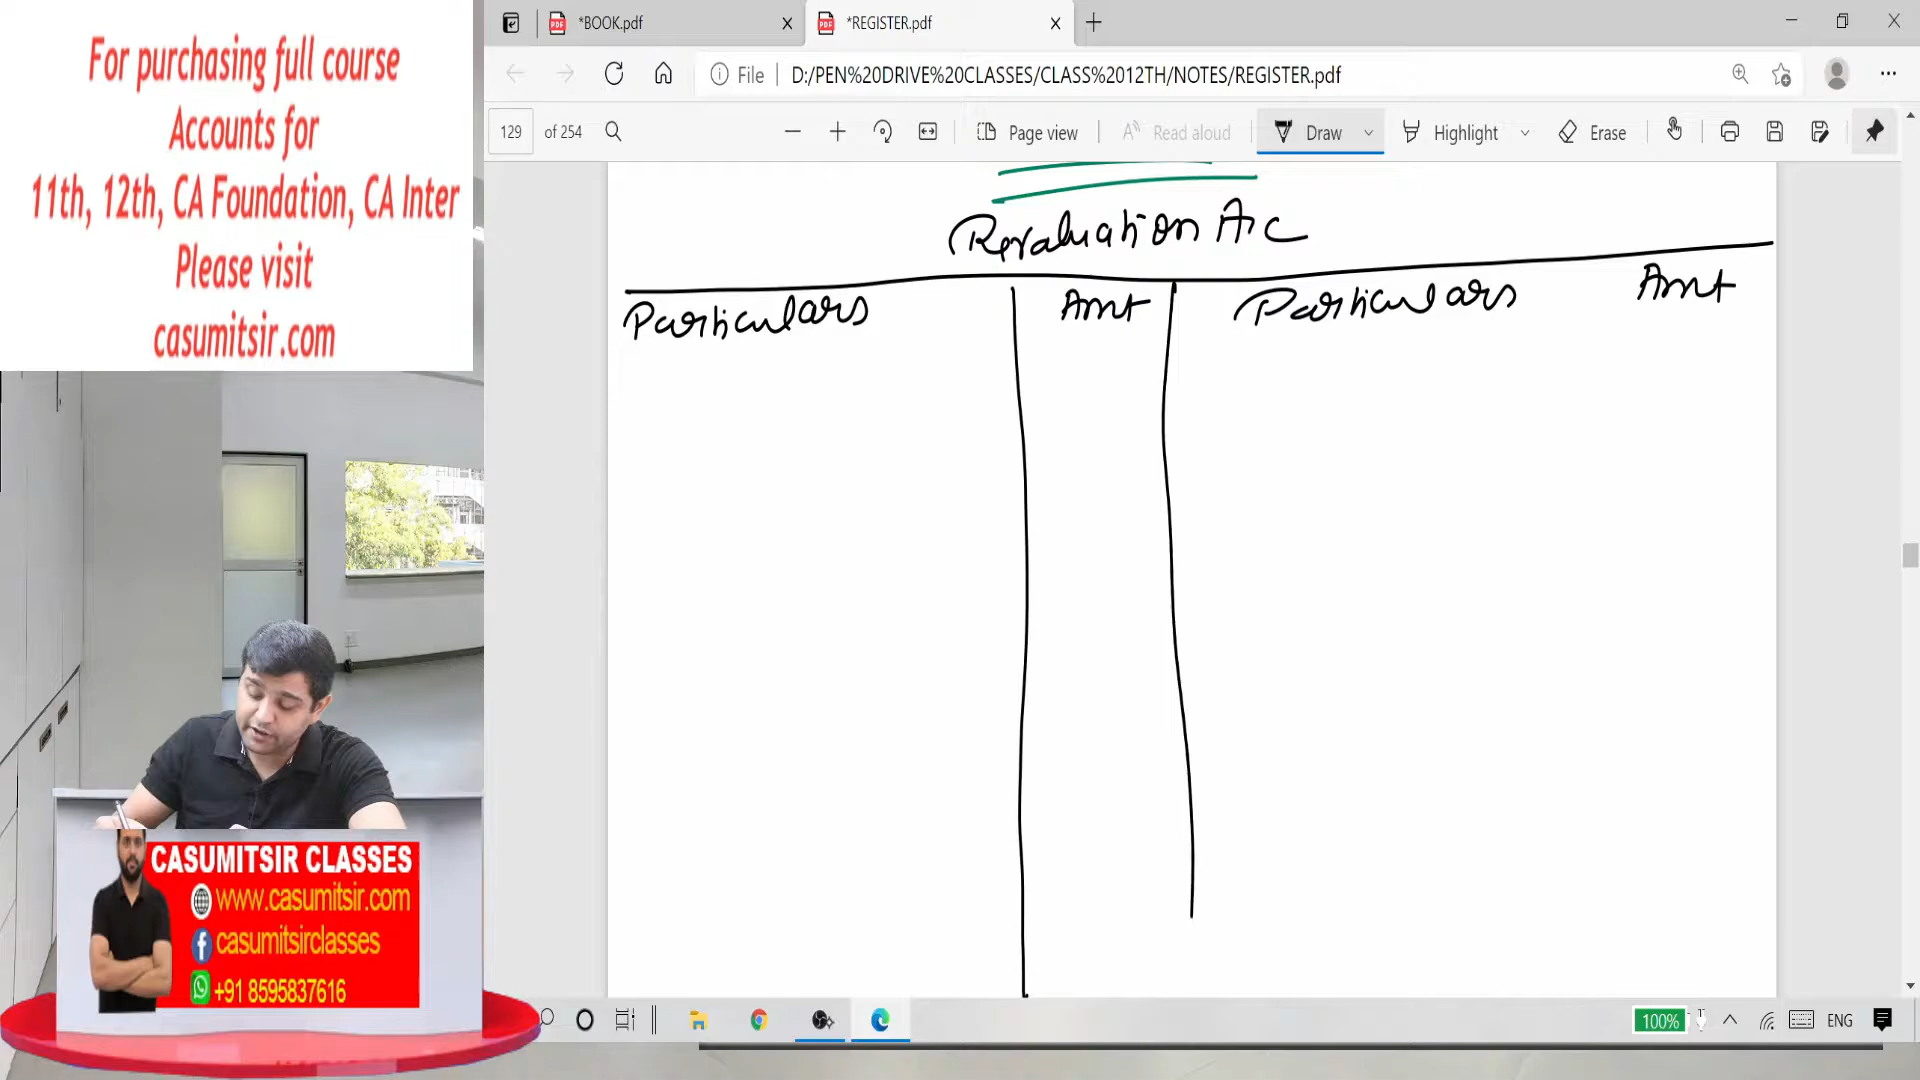 For purchasing full course
Accounts for
11th, 12th, CA Foundation, CA Inter
Please visit
casumitsir.com
*BOOK.pdf
*REGISTER.pdf
File
D:/PEN%20DRIVE%20CLASSES/CLASS%2012TH/NOTES/REGISTER.pdf
129 of 254
Page view
Read aloud
Draw
Highlight
Erase
Revaluation A/c
Particulars Amt Particulars Amt
CASUMITSIR CLASSES
www.casumitsir.com
casumitsirclasses
+91 8595837616
100%
ENG